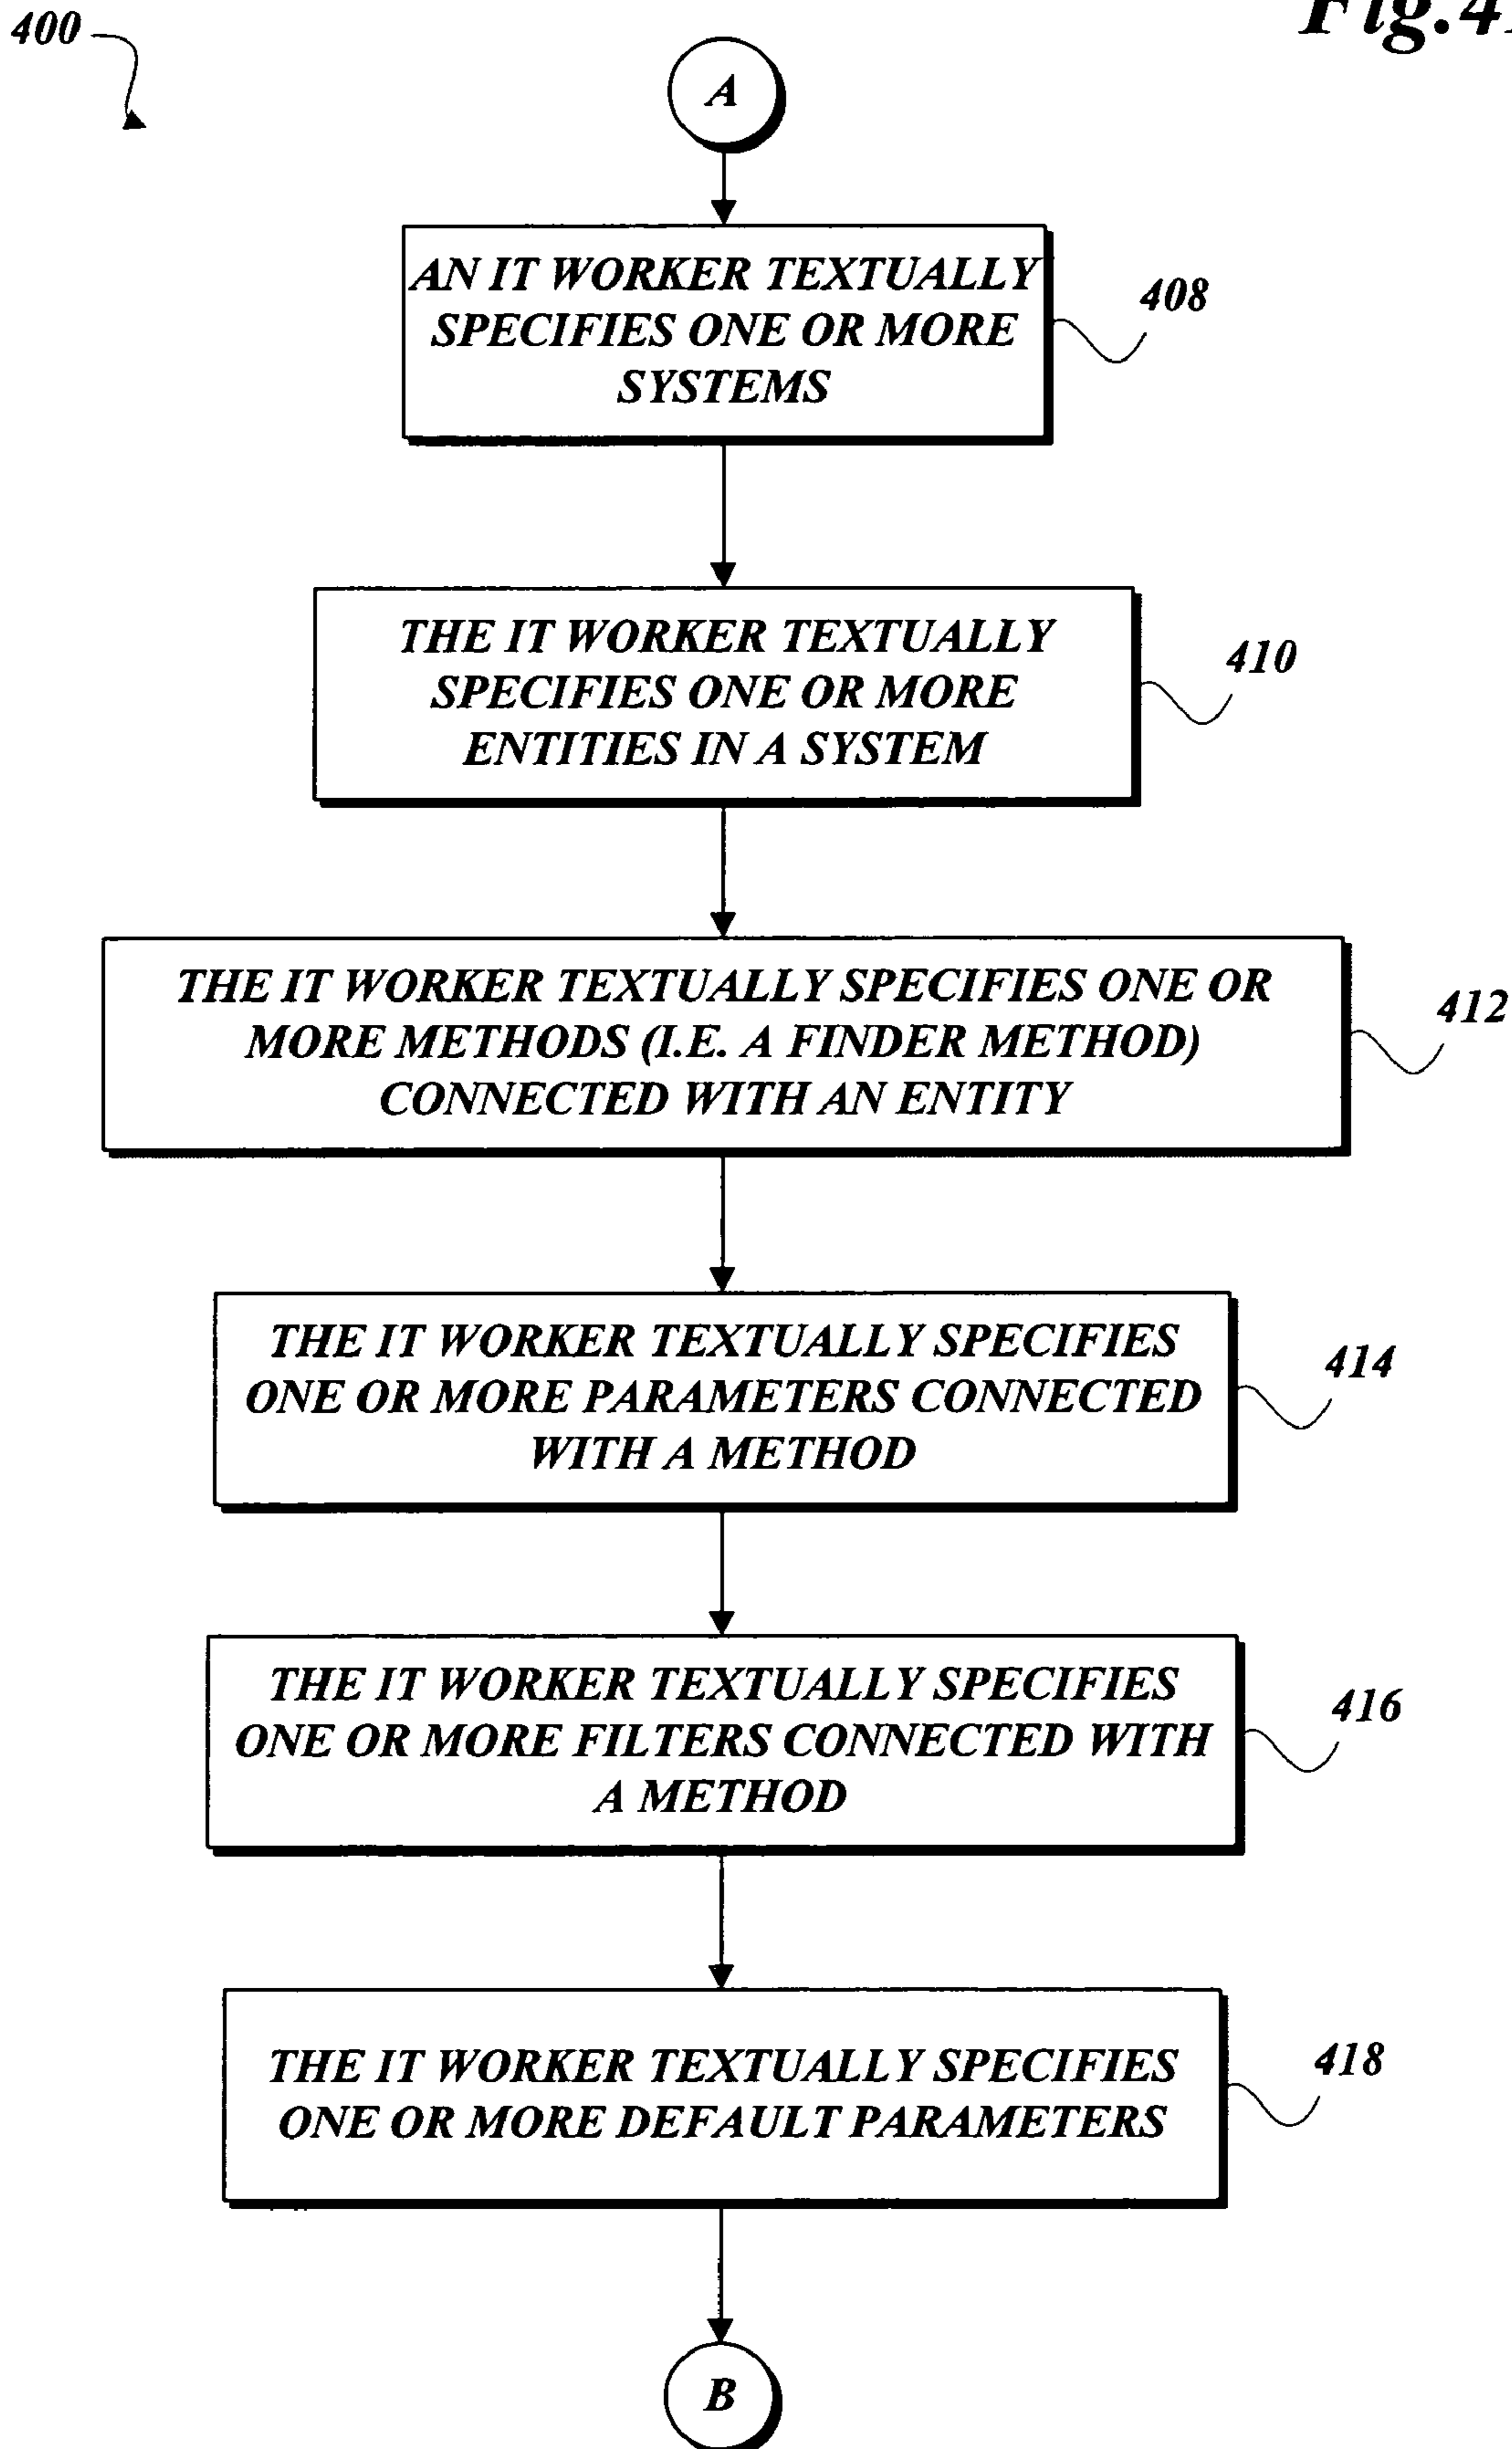 400
Fig.4
A
AN IT WORKER TEXTUALLY
SPECIFIES ONE OR MORE
SYSTEMS
408
THE IT WORKER TEXTUALLY
SPECIFIES ONE OR MORE
ENTITIES IN A SYSTEM
410
THE IT WORKER TEXTUALLY SPECIFIES ONE OR
MORE METHODS (I.E. A FINDER METHOD)
CONNECTED WITH AN ENTITY
412
THE IT WORKER TEXTUALLY SPECIFIES
ONE OR MORE PARAMETERS CONNECTED
WITH A METHOD
414
THE IT WORKER TEXTUALLY SPECIFIES
ONE OR MORE FILTERS CONNECTED WITH
A METHOD
416
THE IT WORKER TEXTUALLY SPECIFIES
ONE OR MORE DEFAULT PARAMETERS
418
B